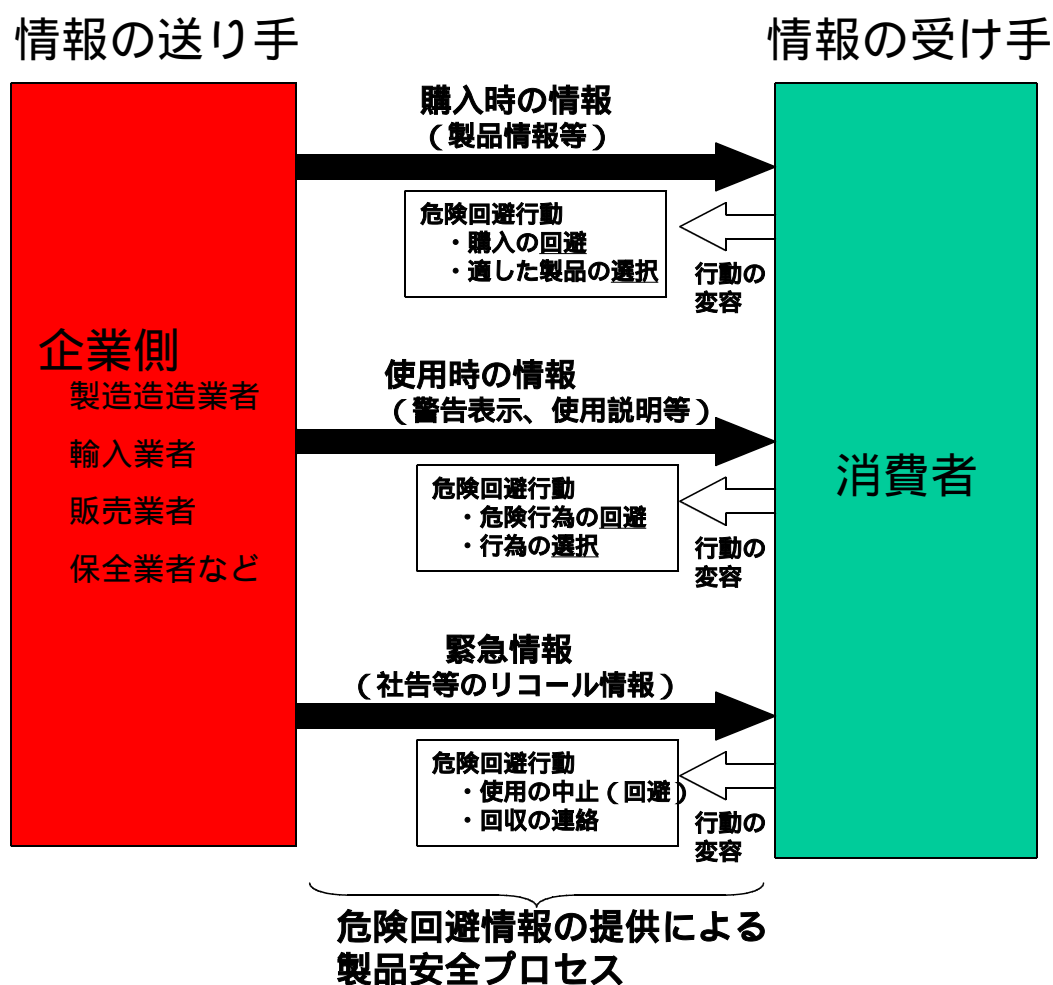 情報の送り手
情報の受け手
企業側
製造造造業者
輸入業者
販売業者
保全業者など
購入時の情報
(製品情報等)
危険回避行動
・購入の回避
・適した製品の選択
行動の
変容
使用時の情報
(警告表示、使用説明等)
危険回避行動
・危険行為の回避
・行為の選択
行動の
変容
緊急情報
(社告等のリコール情報)
危険回避行動
・使用の中止(回避)
・回収の連絡
行動の
変容
消費者
危険回避情報の提供による
製品安全プロセス